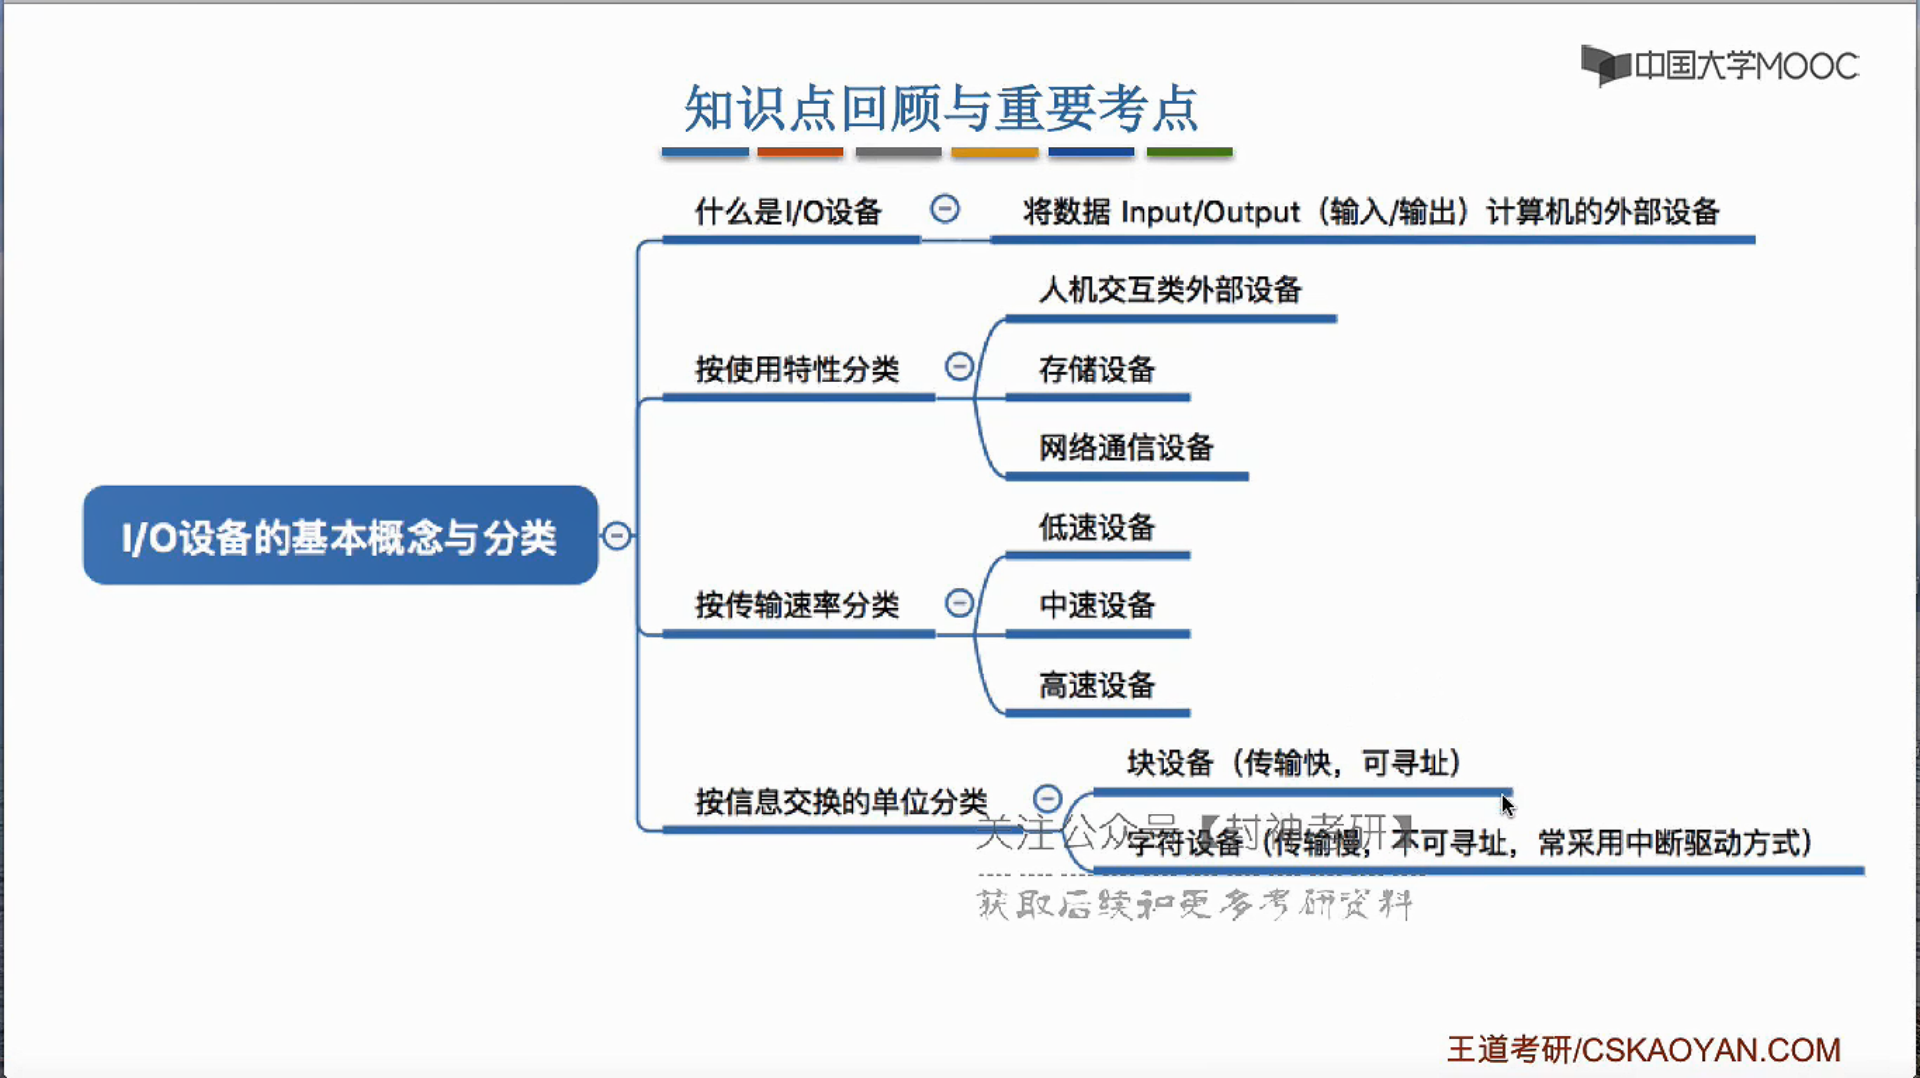 中国大学MOOC
知识点回顾与重要考点
什么是I/O设备
将数据 Input/Output（输入/输出）计算机的外部设备
人机交互类外部设备
按使用特性分类
存储设备
网络通信设备
I/O设备的基本概念与分类
低速设备
按传输速率分类
中速设备
高速设备
块设备（传输快，可寻址）
按信息交换的单位分类
字符设备（传输慢，不可寻址，常采用中断驱动方式）
关注公众号【封神考研】
获取后续和更多考研资料
王道考研/CSKAOYAN.COM